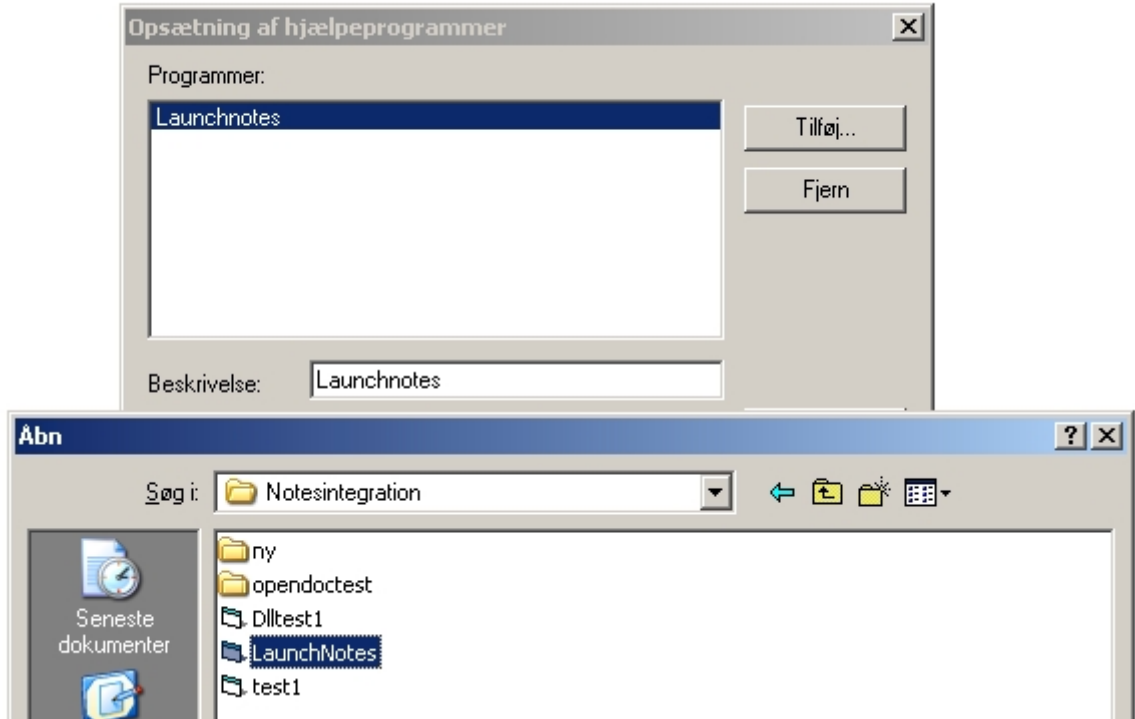 Opsætning af hjælpeprogrammer
Programmer:
Launchnotes
Tilføj...
Fjern
Beskrivelse:
Launchnotes
Åbn
Søg i:
Notesintegration
ny
opendoctest
Seneste
dokumenter
Dlltest1
LaunchNotes
test1